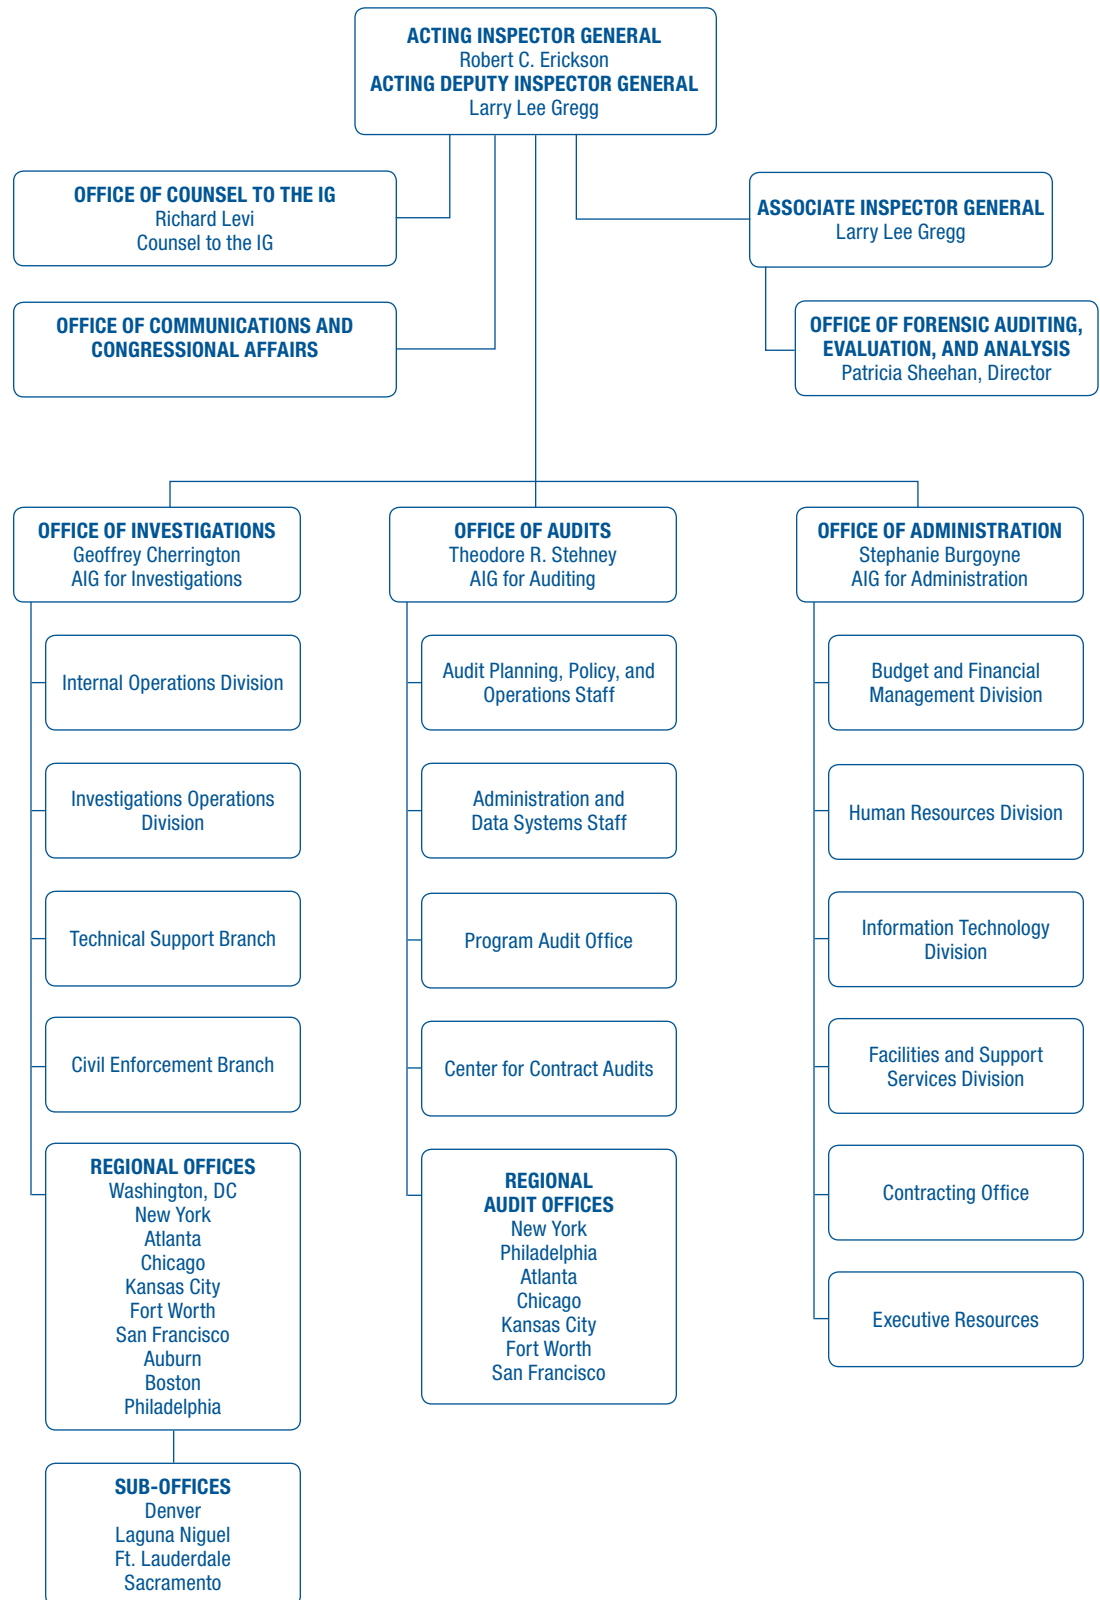 ACTING INSPECTOR GENERAL
Robert C. Erickson
ACTING DEPUTY INSPECTOR GENERAL
Larry Lee Gregg
OFFICE OF COUNSEL TO THE IG
Richard Levi
Counsel to the IG
ASSOCIATE INSPECTOR GENERAL
Larry Lee Gregg
OFFICE OF COMMUNICATIONS AND
CONGRESSIONAL AFFAIRS
OFFICE OF FORENSIC AUDITING,
EVALUATION, AND ANALYSIS
Patricia Sheehan, Director
OFFICE OF INVESTIGATIONS
Geoffrey Cherrington
AIG for Investigations
Internal Operations Division
Investigations Operations
Division
Technical Support Branch
Civil Enforcement Branch
REGIONAL OFFICES
Washington, DC
New York
Atlanta
Chicago
Kansas City
Fort Worth
San Francisco
Auburn
Boston
Philadelphia
SUB-OFFICES
Denver
Laguna Niguel
Ft. Lauderdale
Sacramento
OFFICE OF AUDITS
Theodore R. Stehney
AIG for Auditing
Audit Planning, Policy, and
Operations Staff
Administration and
Data Systems Staff
Program Audit Office
Center for Contract Audits
REGIONAL
AUDIT OFFICES
New York
Philadelphia
Atlanta
Chicago
Kansas City
Fort Worth
San Francisco
OFFICE OF ADMINISTRATION
Stephanie Burgoyne
AIG for Administration
Budget and Financial
Management Division
Human Resources Division
Information Technology
Division
Facilities and Support
Services Division
Contracting Office
Executive Resources